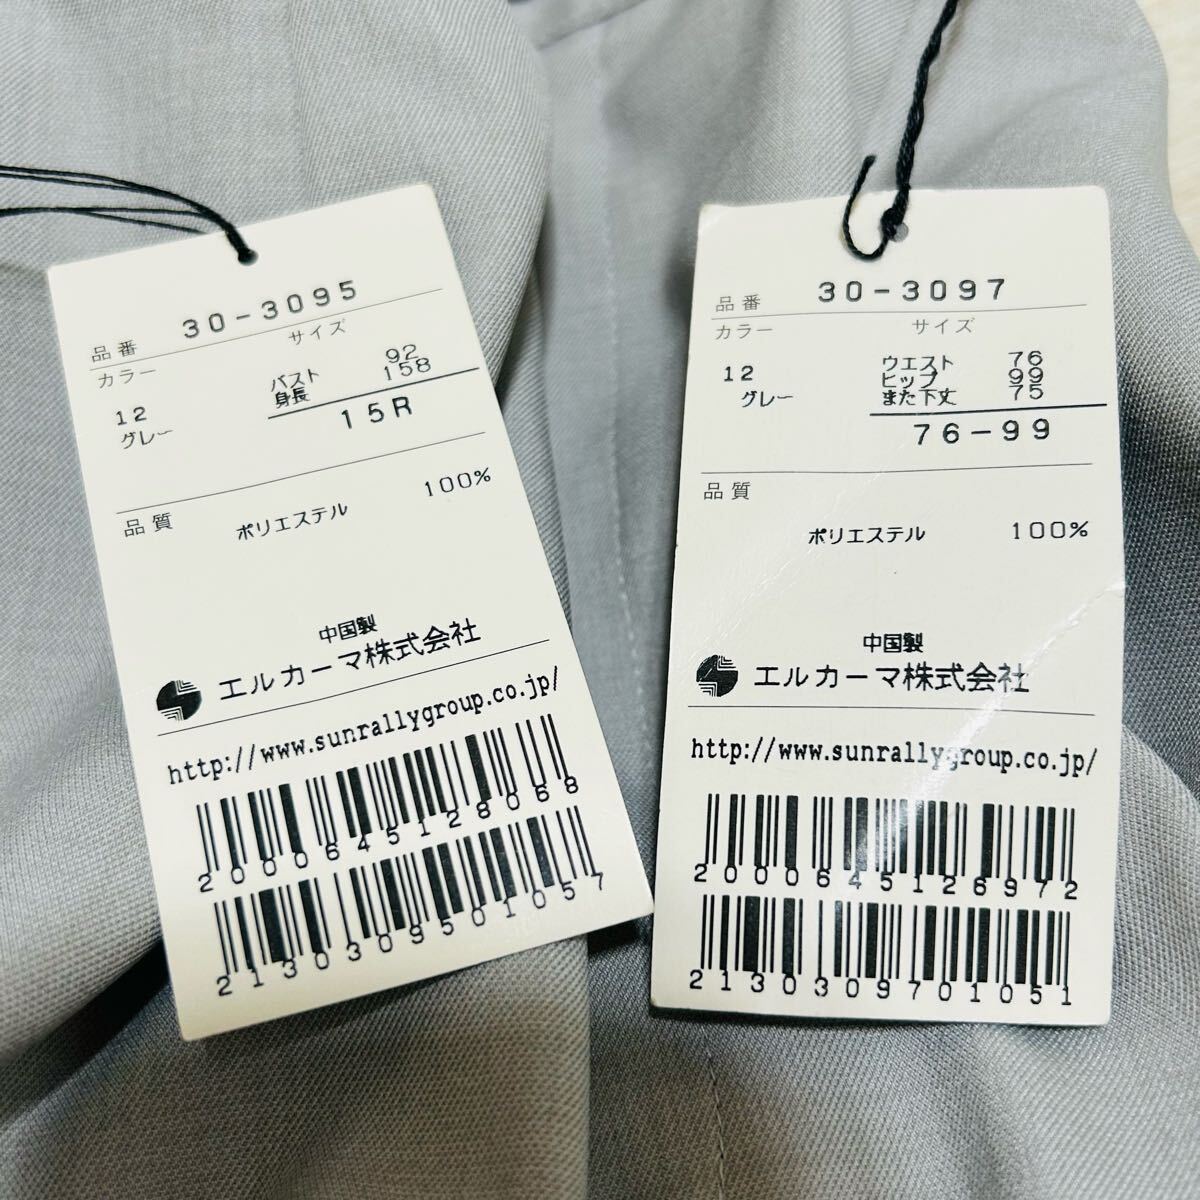 品番 30-3095
カラー サイズ
12 バスト 92
グレー 身長 158
15R
品質
ポリエステル 100%
中国製
エルカーマ株式会社
http://www.sunrallygroup.co.jp/
2000645128068
2130309501057
品番 30-3097
カラー サイズ
12 ウエスト 76
グレー ヒップ 99
また下丈 75
76-99
品質
ポリエステル 100%
中国製
エルカーマ株式会社
http://www.sunrallygroup.co.jp/
2000645126972
2130309701051